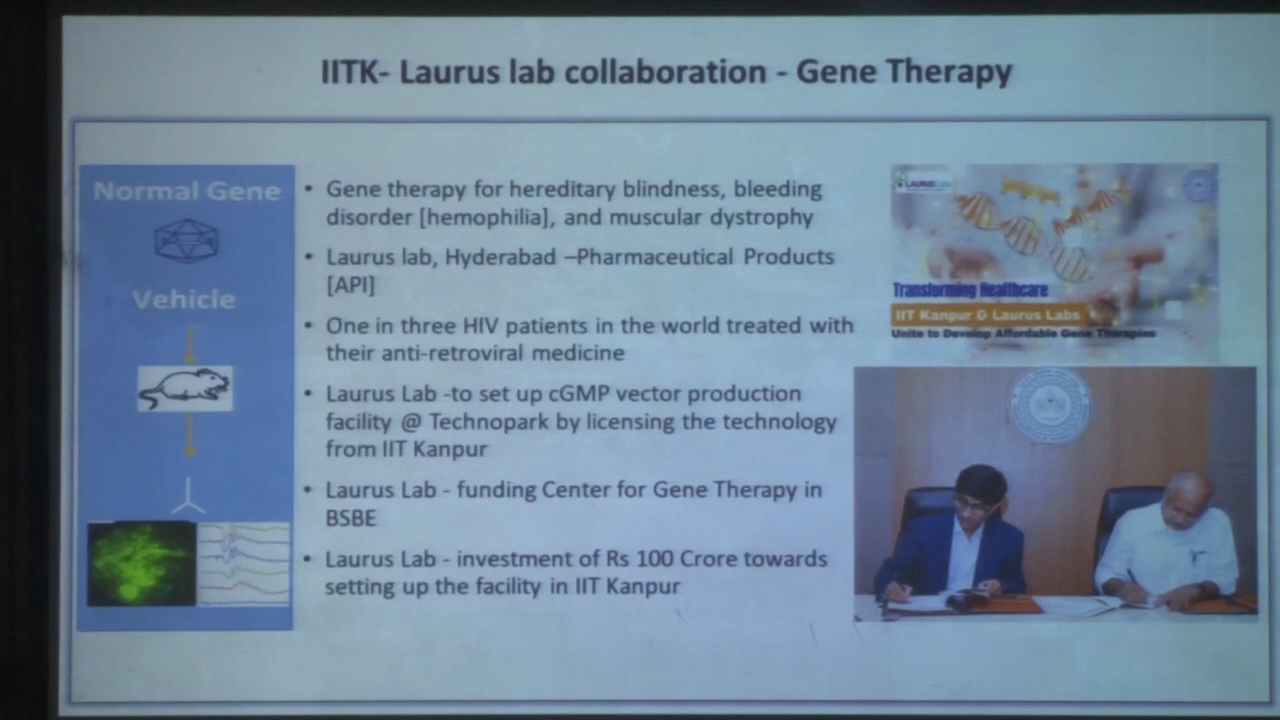 IITK- Laurus lab collaboration - Gene Therapy
Normal Gene
Vehicle
• Gene therapy for hereditary blindness, bleeding
disorder [hemophilia], and muscular dystrophy
• Laurus lab, Hyderabad –Pharmaceutical Products
[API]
• One in three HIV patients in the world treated with
their anti-retroviral medicine
• Laurus Lab -to set up cGMP vector production
facility @ Technopark by licensing the technology
from IIT Kanpur
• Laurus Lab - funding Center for Gene Therapy in
BSBE
• Laurus Lab - investment of Rs 100 Crore towards
setting up the facility in IIT Kanpur
LAURUS Labs
Transforming Healthcare
IIT Kanpur & Laurus Labs
Unite to Develop Affordable Gene Therapies